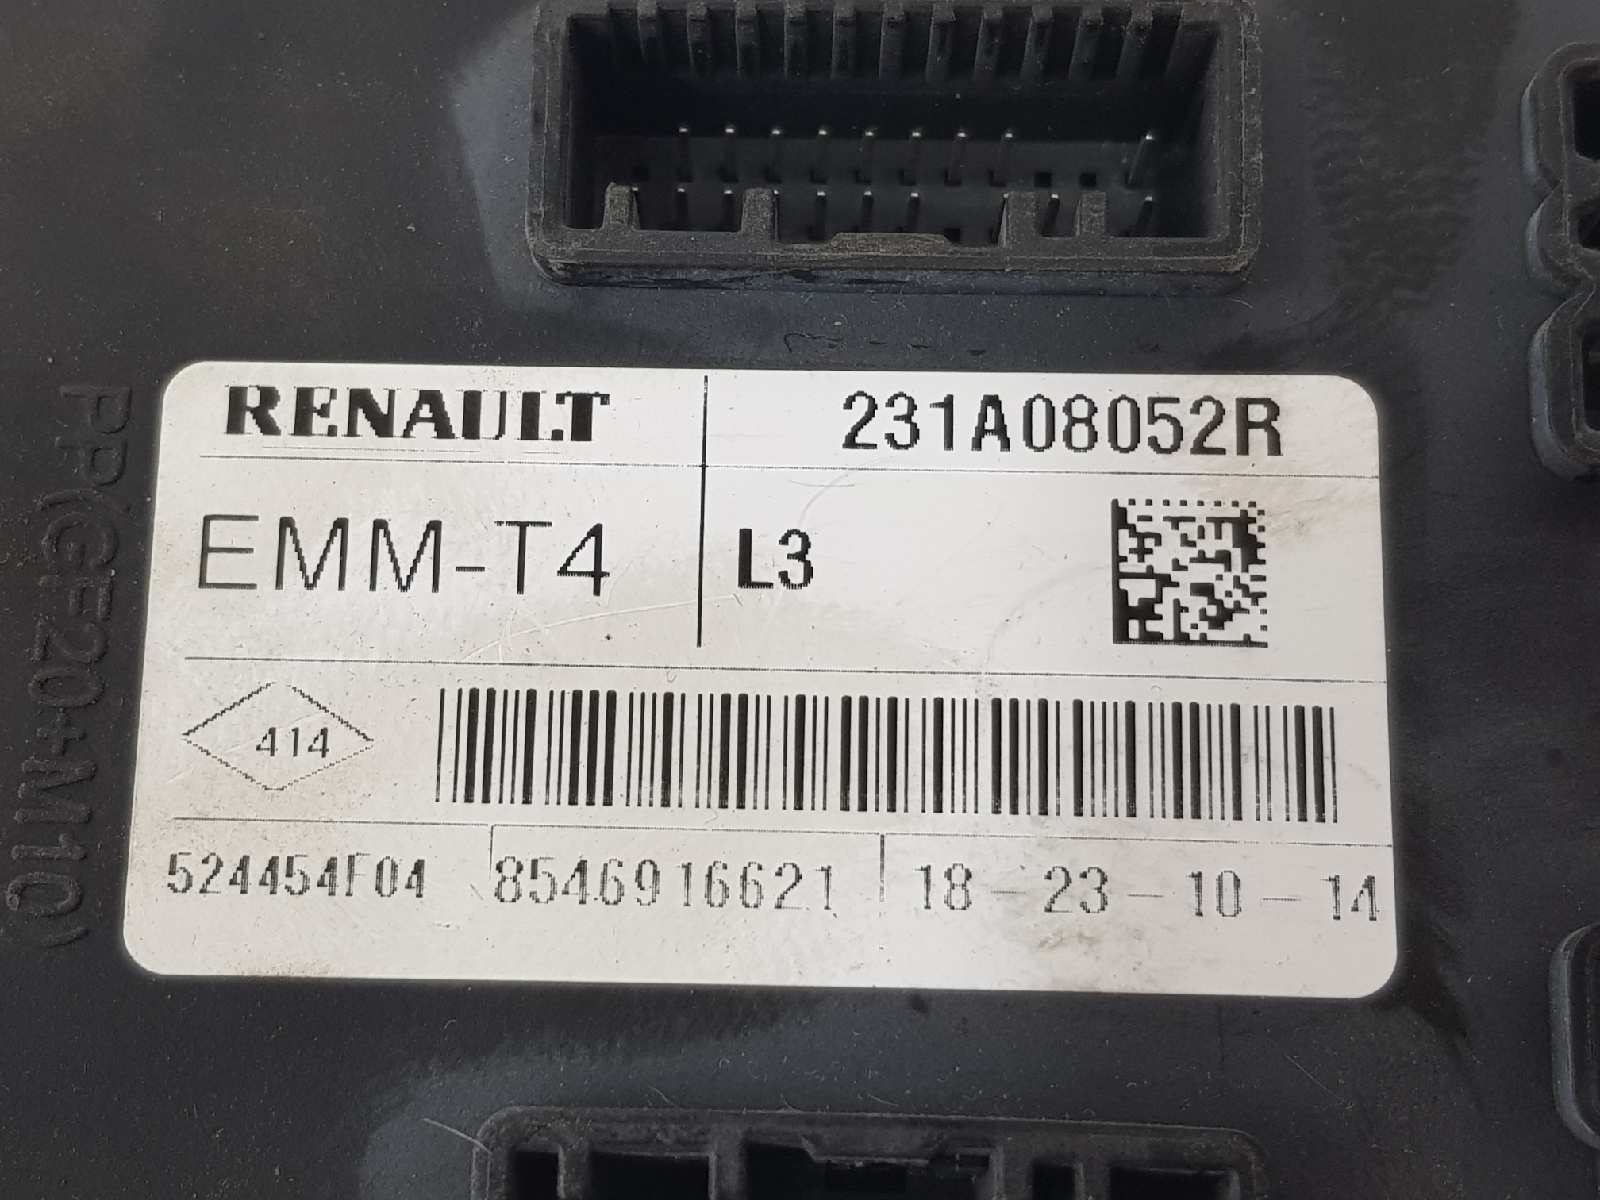 RENAULT
231A08052R
EMM-T4
L3
414
524454F04
8546916621
18-23-10-14
PP(GF20+M10)